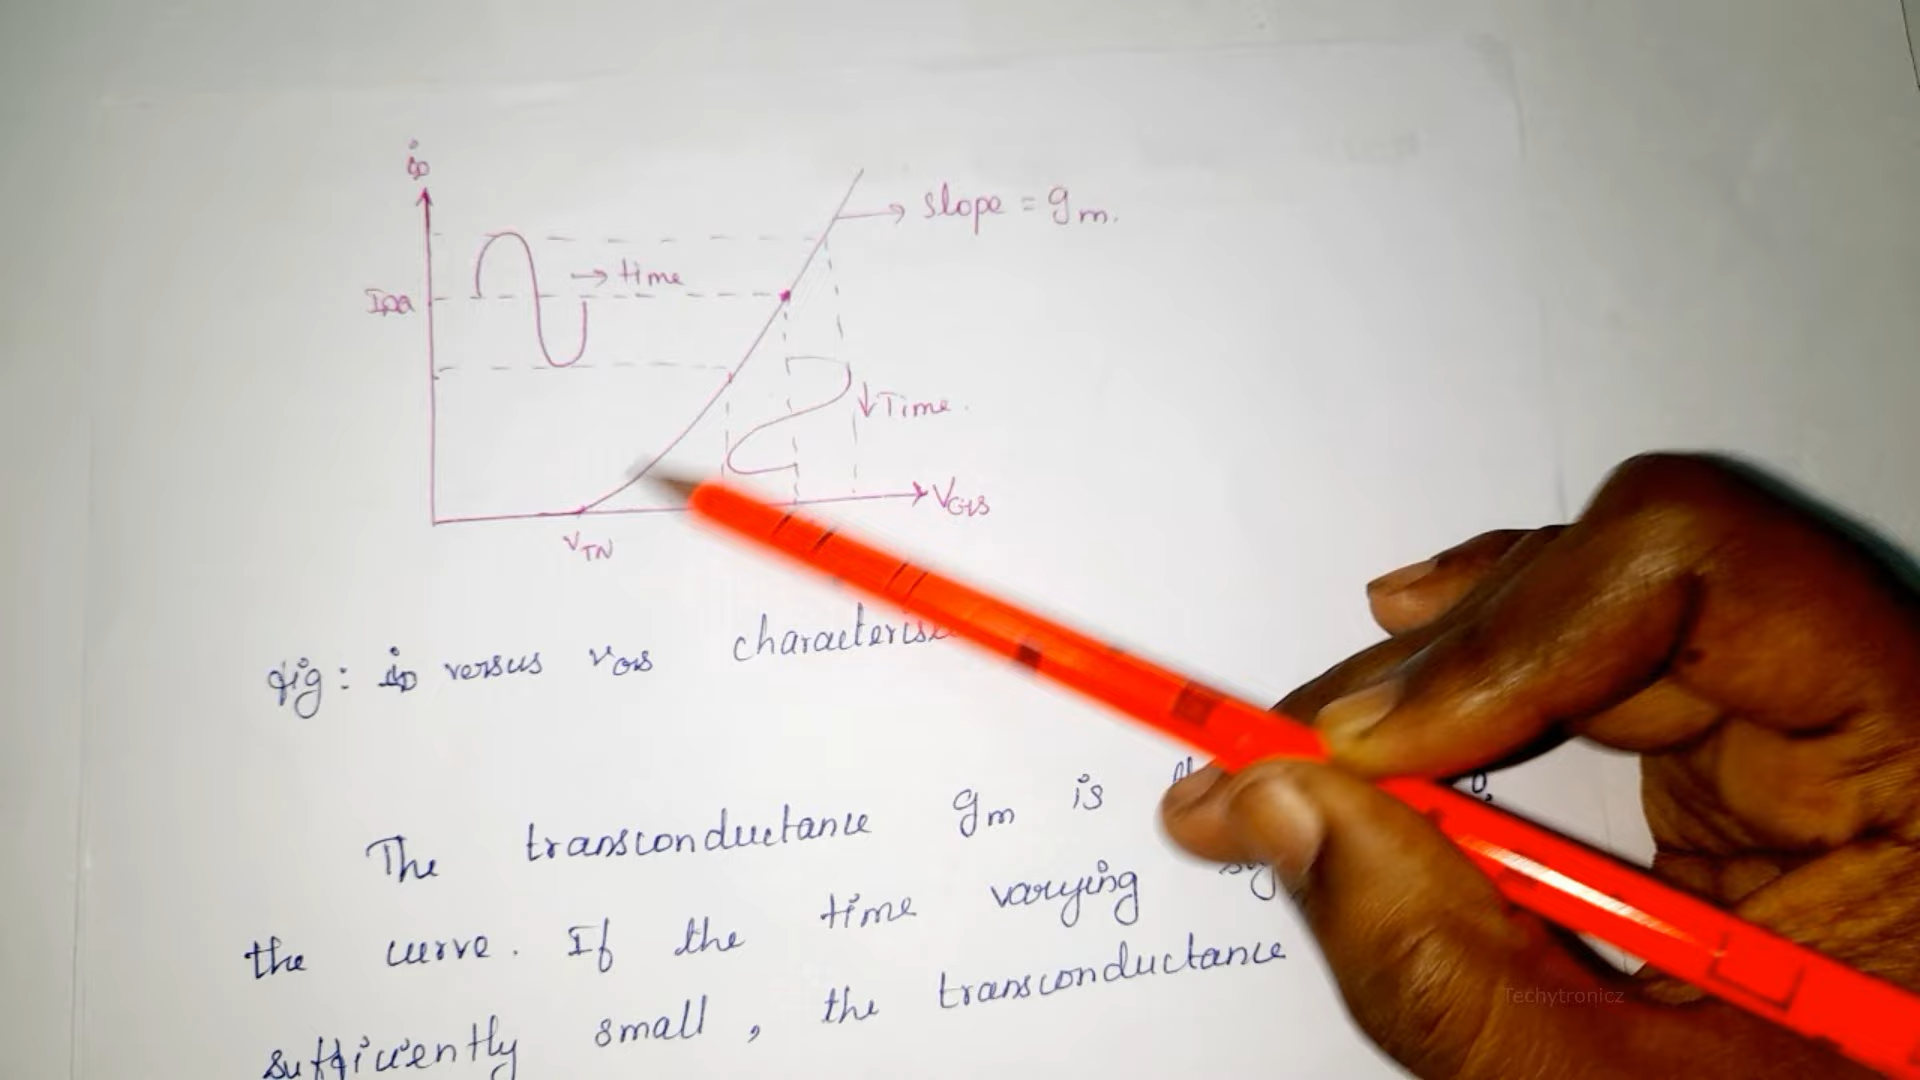 iD
slope = gm.
→ time
IDQ
↓ Time.
VGS
VTN
fig: iD versus vGS
The transconductance gm is
the curve. If the time varying
sufficiently small, the transconductance
Techytronicz